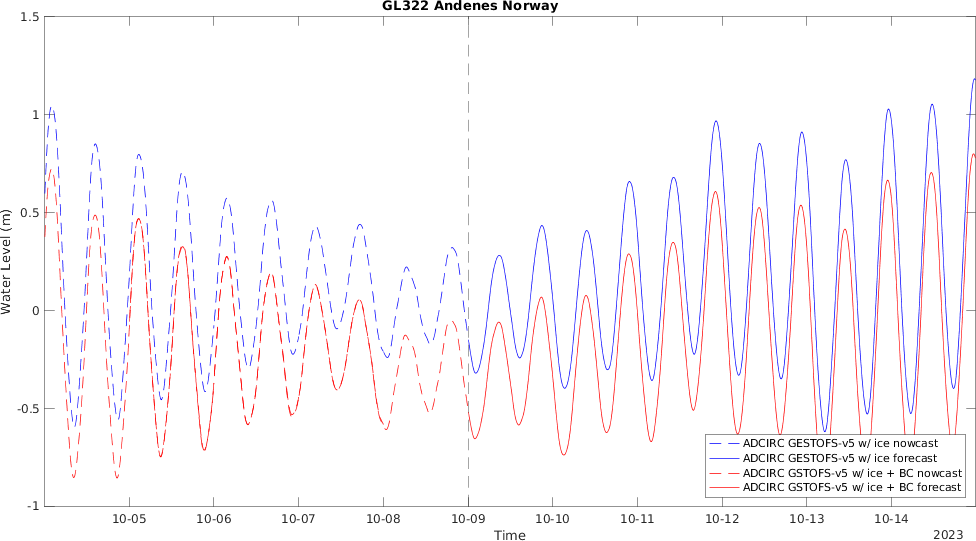 GL322 Andenes Norway
1.5
1
0.5
0
-0.5
-1
Water Level (m)
ADCIRC GESTOFS-v5 w/ ice nowcast
ADCIRC GESTOFS-v5 w/ ice forecast
ADCIRC GSTOFS-v5 w/ ice + BC nowcast
ADCIRC GSTOFS-v5 w/ ice + BC forecast
10-05 10-06 10-07 10-08 10-09 10-10 10-11 10-12 10-13 10-14
Time
2023